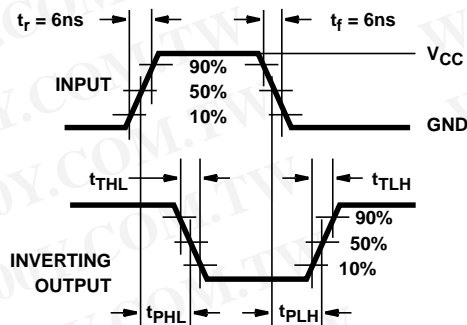 tr = 6ns
tf = 6ns
VCC
INPUT
90%
50%
10%
GND
tTHL
tTLH
90%
50%
10%
INVERTING
OUTPUT
tPHL
tPLH